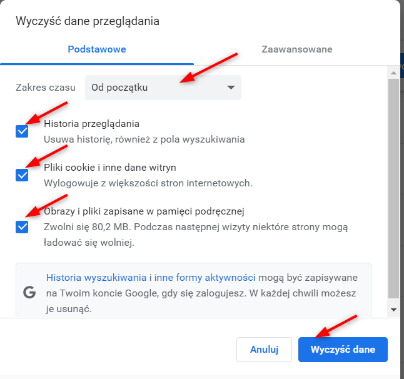 Wyczyść dane przeglądania
Podstawowe
Zaawansowane
Zakres czasu
Od początku
Historia przeglądania
Usuwa historię, również z pola wyszukiwania
Pliki cookie i inne dane witryn
Wylogowuje z większości stron internetowych.
Obrazy i pliki zapisane w pamięci podręcznej
Zwolni się 80,2 MB. Podczas następnej wizyty niektóre strony mogą
ładować się wolniej.
Historia wyszukiwania i inne formy aktywności mogą być zapisywane
na Twoim koncie Google, gdy się zalogujesz. W każdej chwili możesz
je usunąć.
Anuluj
Wyczyść dane